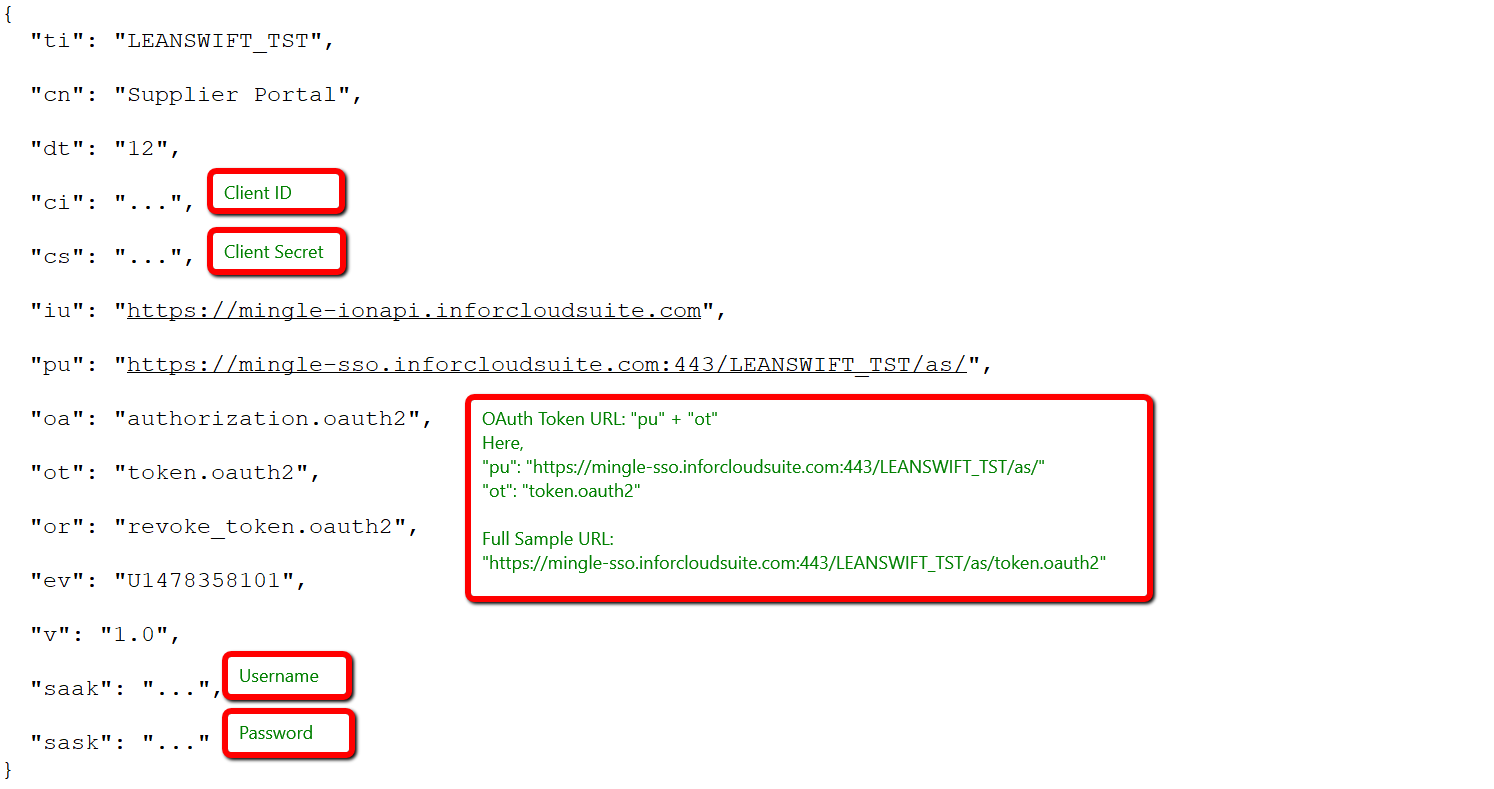 {
"ti": "LEANSWIFT_TST",
"cn": "Supplier Portal",
"dt": "12",
"ci": "...", Client ID
"cs": "...", Client Secret
"iu": "https://mingle-ionapi.inforcloudsuite.com",
"pu": "https://mingle-sso.inforcloudsuite.com:443/LEANSWIFT_TST/as/",
"oa": "authorization.oauth2",
"ot": "token.oauth2",
"or": "revoke_token.oauth2",
"ev": "U1478358101",
OAuth Token URL: "pu" + "ot"
Here,
"pu": "https://mingle-sso.inforcloudsuite.com:443/LEANSWIFT_TST/as/"
"ot": "token.oauth2"
Full Sample URL:
"https://mingle-sso.inforcloudsuite.com:443/LEANSWIFT_TST/as/token.oauth2"
"v": "1.0",
"saak": "...", Username
"sask": "..." Password
}